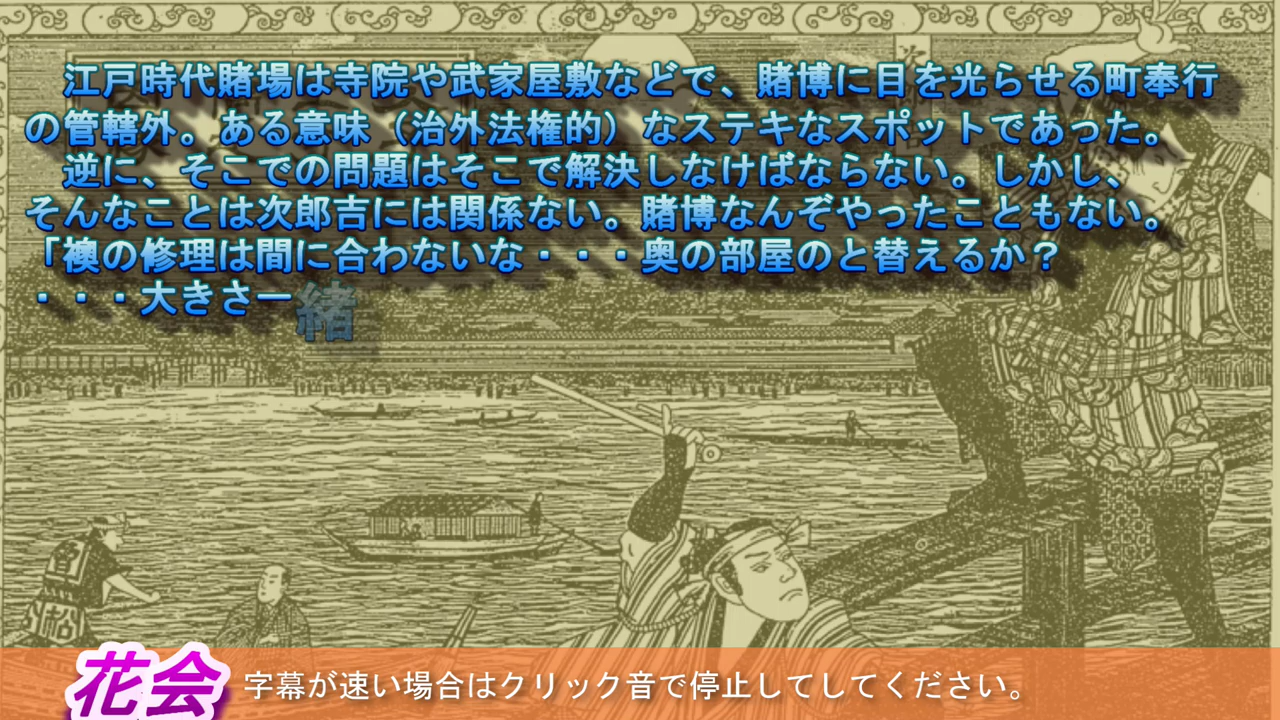 江戸時代賭場は寺院や武家屋敷などで、賭博に目を光らせる町奉行
の管轄外。ある意味（治外法権的）なステキなスポットであった。
逆に、そこでの問題はそこで解決しなければならない。しかし、
そんなことは次郎吉には関係ない。賭博なんぞやったこともない。
「襖の修理は間に合わないな・・・奥の部屋のと替えるか？
・・・大きさ一緒
花会
字幕が速い場合はクリック音で停止してしてください。